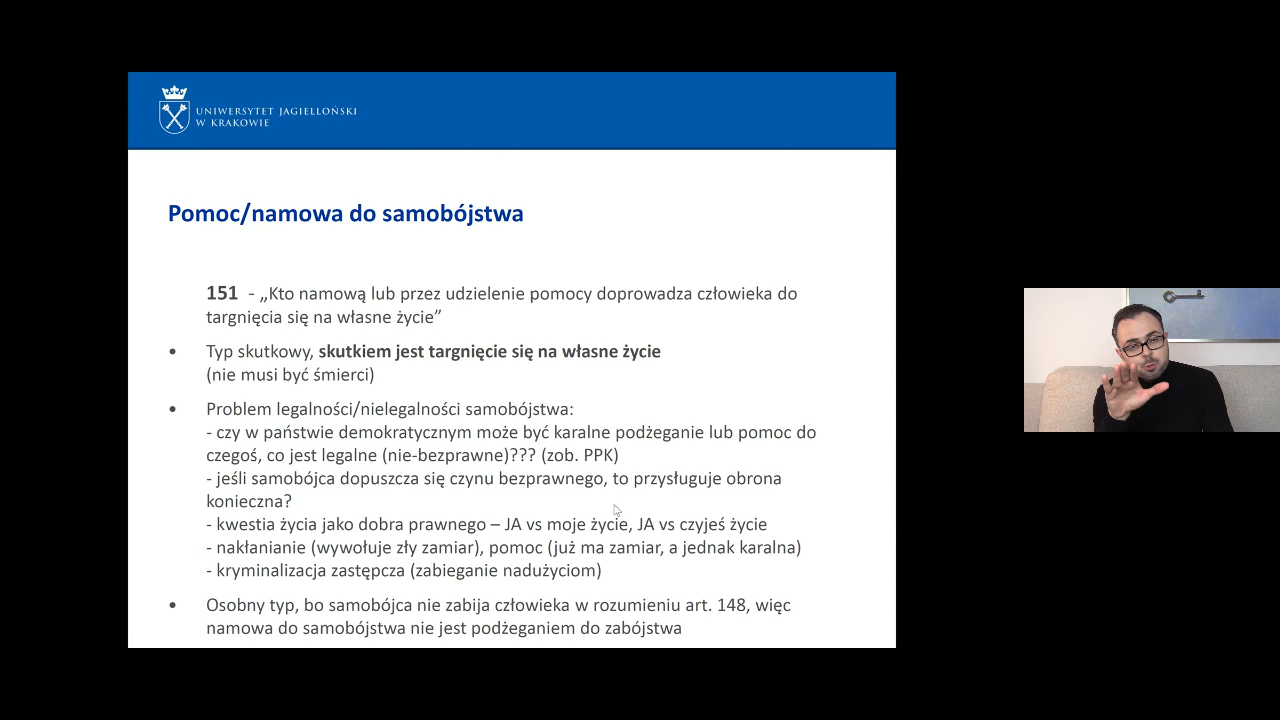 UNIWERSYTET JAGIELLOŃSKI
W KRAKOWIE
Pomoc/namowa do samobójstwa
151 - „Kto namową lub przez udzielenie pomocy doprowadza człowieka do
targnięcia się na własne życie”
• Typ skutkowy, skutkiem jest targnięcie się na własne życie
(nie musi być śmierci)
• Problem legalności/nielegalności samobójstwa:
- czy w państwie demokratycznym może być karalne podżeganie lub pomoc do
czegoś, co jest legalne (nie-bezprawne)??? (zob. PPK)
- jeśli samobójca dopuszcza się czynu bezprawnego, to przysługuje obrona
konieczna?
- kwestia życia jako dobra prawnego – JA vs moje życie, JA vs czyjeś życie
- nakłanianie (wywołuje zły zamiar), pomoc (już ma zamiar, a jednak karalna)
- kryminalizacja zastępcza (zabieganie nadużyciom)
• Osobny typ, bo samobójca nie zabija człowieka w rozumieniu art. 148, więc
namowa do samobójstwa nie jest podżeganiem do zabójstwa